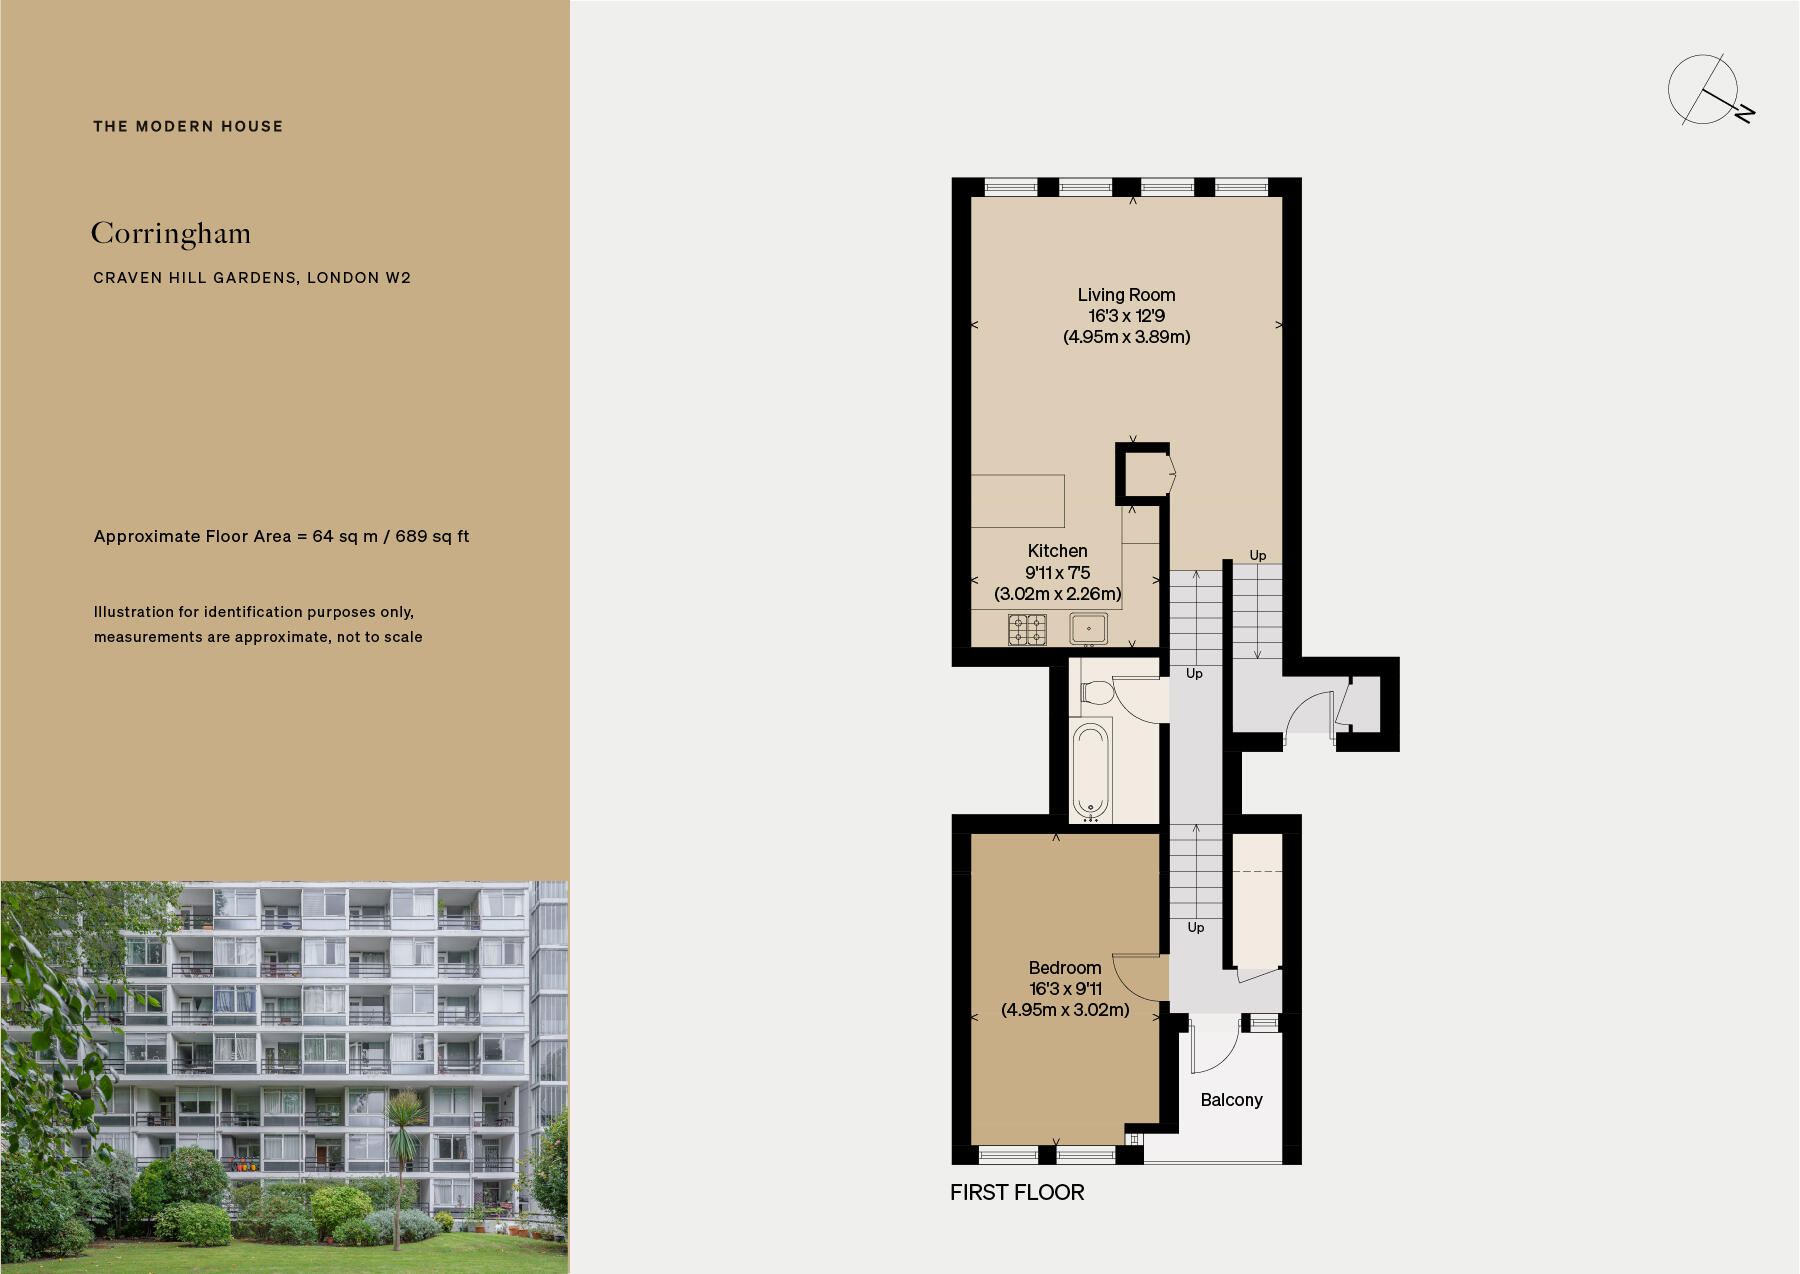 THE MODERN HOUSE
Corringham
CRAVEN HILL GARDENS, LONDON W2
Approximate Floor Area = 64 sq m / 689 sq ft
Illustration for identification purposes only,
measurements are approximate, not to scale
N
Living Room
16'3 x 12'9
(4.95m x 3.89m)
Kitchen
9'11 x 7'5
(3.02m x 2.26m)
Up
Up
Up
Bedroom
16'3 x 9'11
(4.95m x 3.02m)
Balcony
FIRST FLOOR